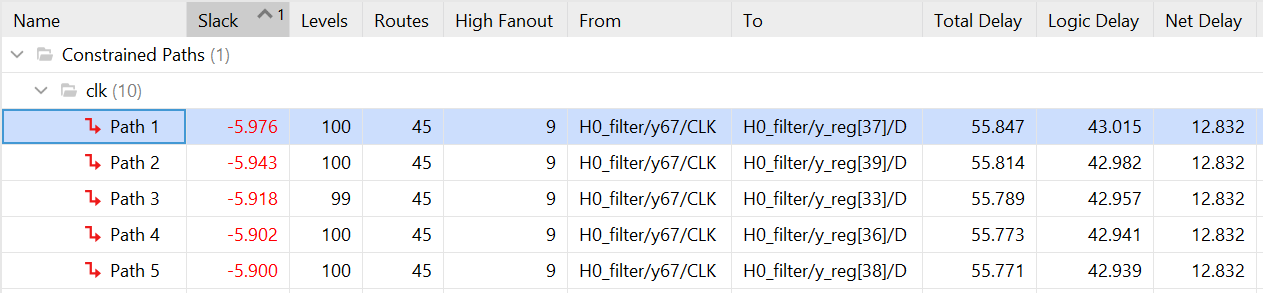 Name Slack 1 Levels Routes High Fanout From To Total Delay Logic Delay Net Delay
Constrained Paths (1)
clk (10)
Path 1 -5.976 100 45 9 H0_filter/y67/CLK H0_filter/y_reg[37]/D 55.847 43.015 12.832
Path 2 -5.943 100 45 9 H0_filter/y67/CLK H0_filter/y_reg[39]/D 55.814 42.982 12.832
Path 3 -5.918 99 45 9 H0_filter/y67/CLK H0_filter/y_reg[33]/D 55.789 42.957 12.832
Path 4 -5.902 100 45 9 H0_filter/y67/CLK H0_filter/y_reg[36]/D 55.773 42.941 12.832
Path 5 -5.900 100 45 9 H0_filter/y67/CLK H0_filter/y_reg[38]/D 55.771 42.939 12.832